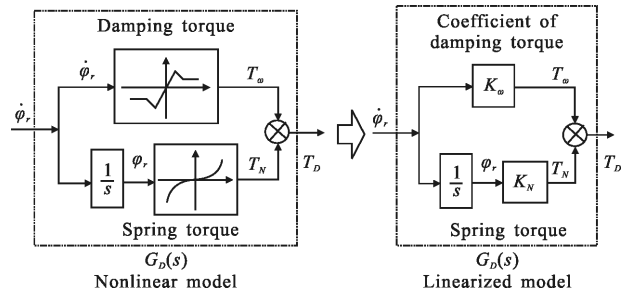 Damping torque
φ̇r
Tω
φ̇r
1/s
φr
TN
TD
Spring torque
GD(s)
Nonlinear model
Coefficient of
damping torque
Kω
Tω
φ̇r
1/s
φr
KN
TN
TD
Spring torque
GD(s)
Linearized model